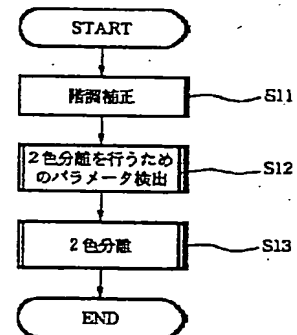 START
階調補正
S11
2色分離を行うため
のパラメータ検出
S12
2色分離
S13
END